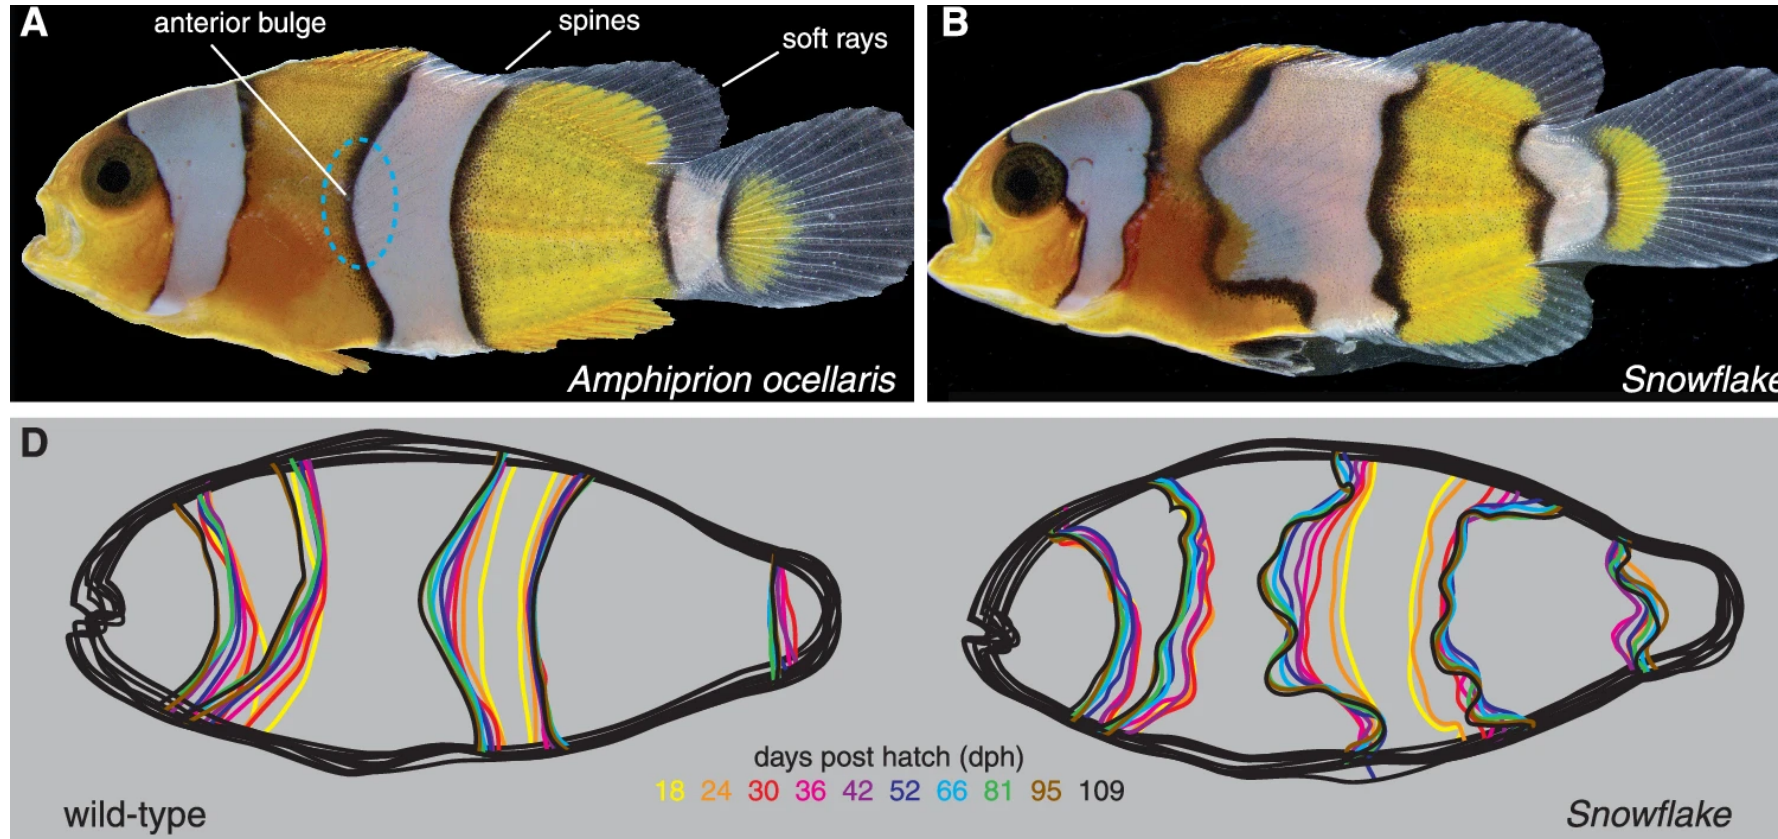 A
anterior bulge
spines
soft rays
Amphiprion ocellaris
B
Snowflake
D
days post hatch (dph)
18 24 30 36 42 52 66 81 95 109
wild-type
Snowflake